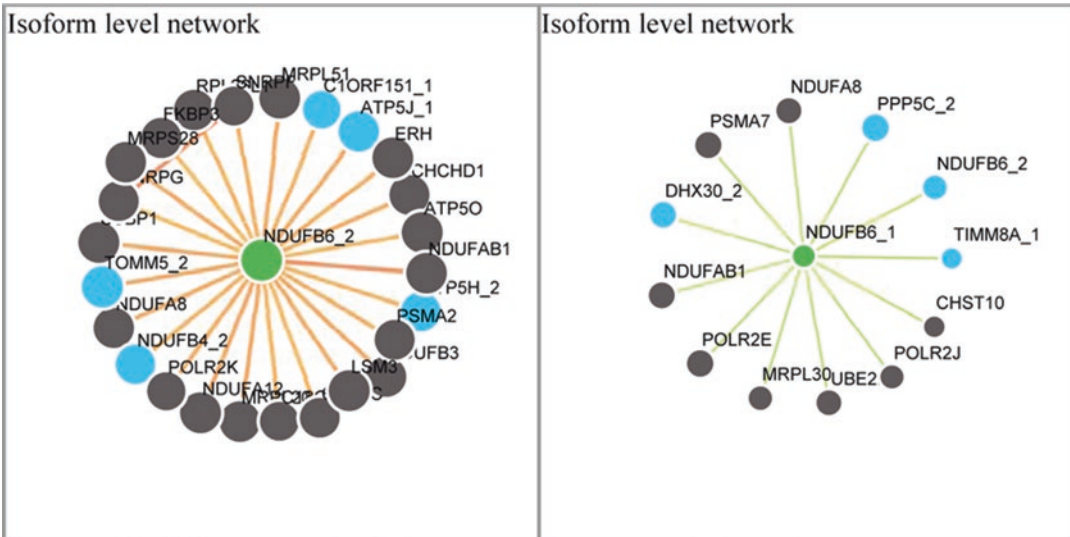 Isoform level network
MRPL51
C1ORF151_1
ATP5J_1
FKBP3
ERH
MRPS28
CHCHD1
ATP5O
NDUFB6_2
NDUFAB1
TOMM5_2
PSMA2
NDUFA8
NDUFB4_2
LSM3
POLR2K
NDUFA12
Isoform level network
NDUFA8
PPP5C_2
PSMA7
NDUFB6_2
DHX30_2
NDUFB6_1
TIMM8A_1
NDUFAB1
CHST10
POLR2E
POLR2J
MRPL30
UBE2